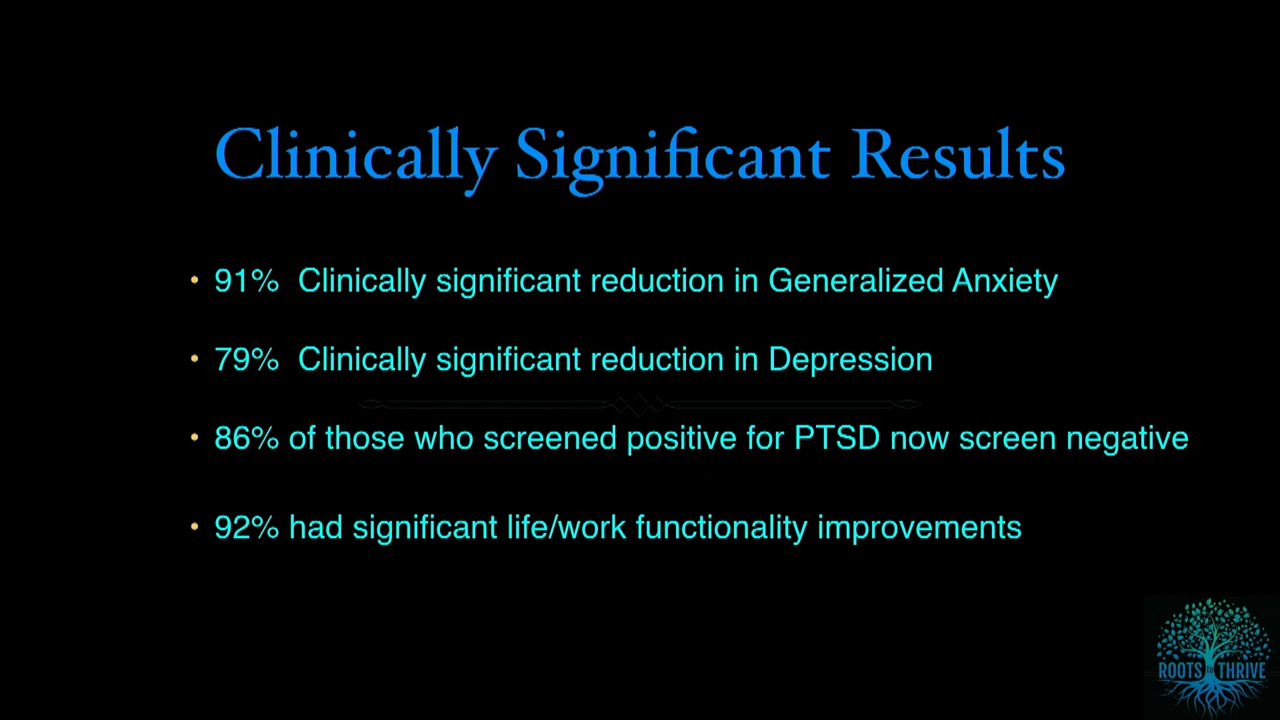 Clinically Significant Results
• 91% Clinically significant reduction in Generalized Anxiety
• 79% Clinically significant reduction in Depression
• 86% of those who screened positive for PTSD now screen negative
• 92% had significant life/work functionality improvements
ROOTS TO THRIVE